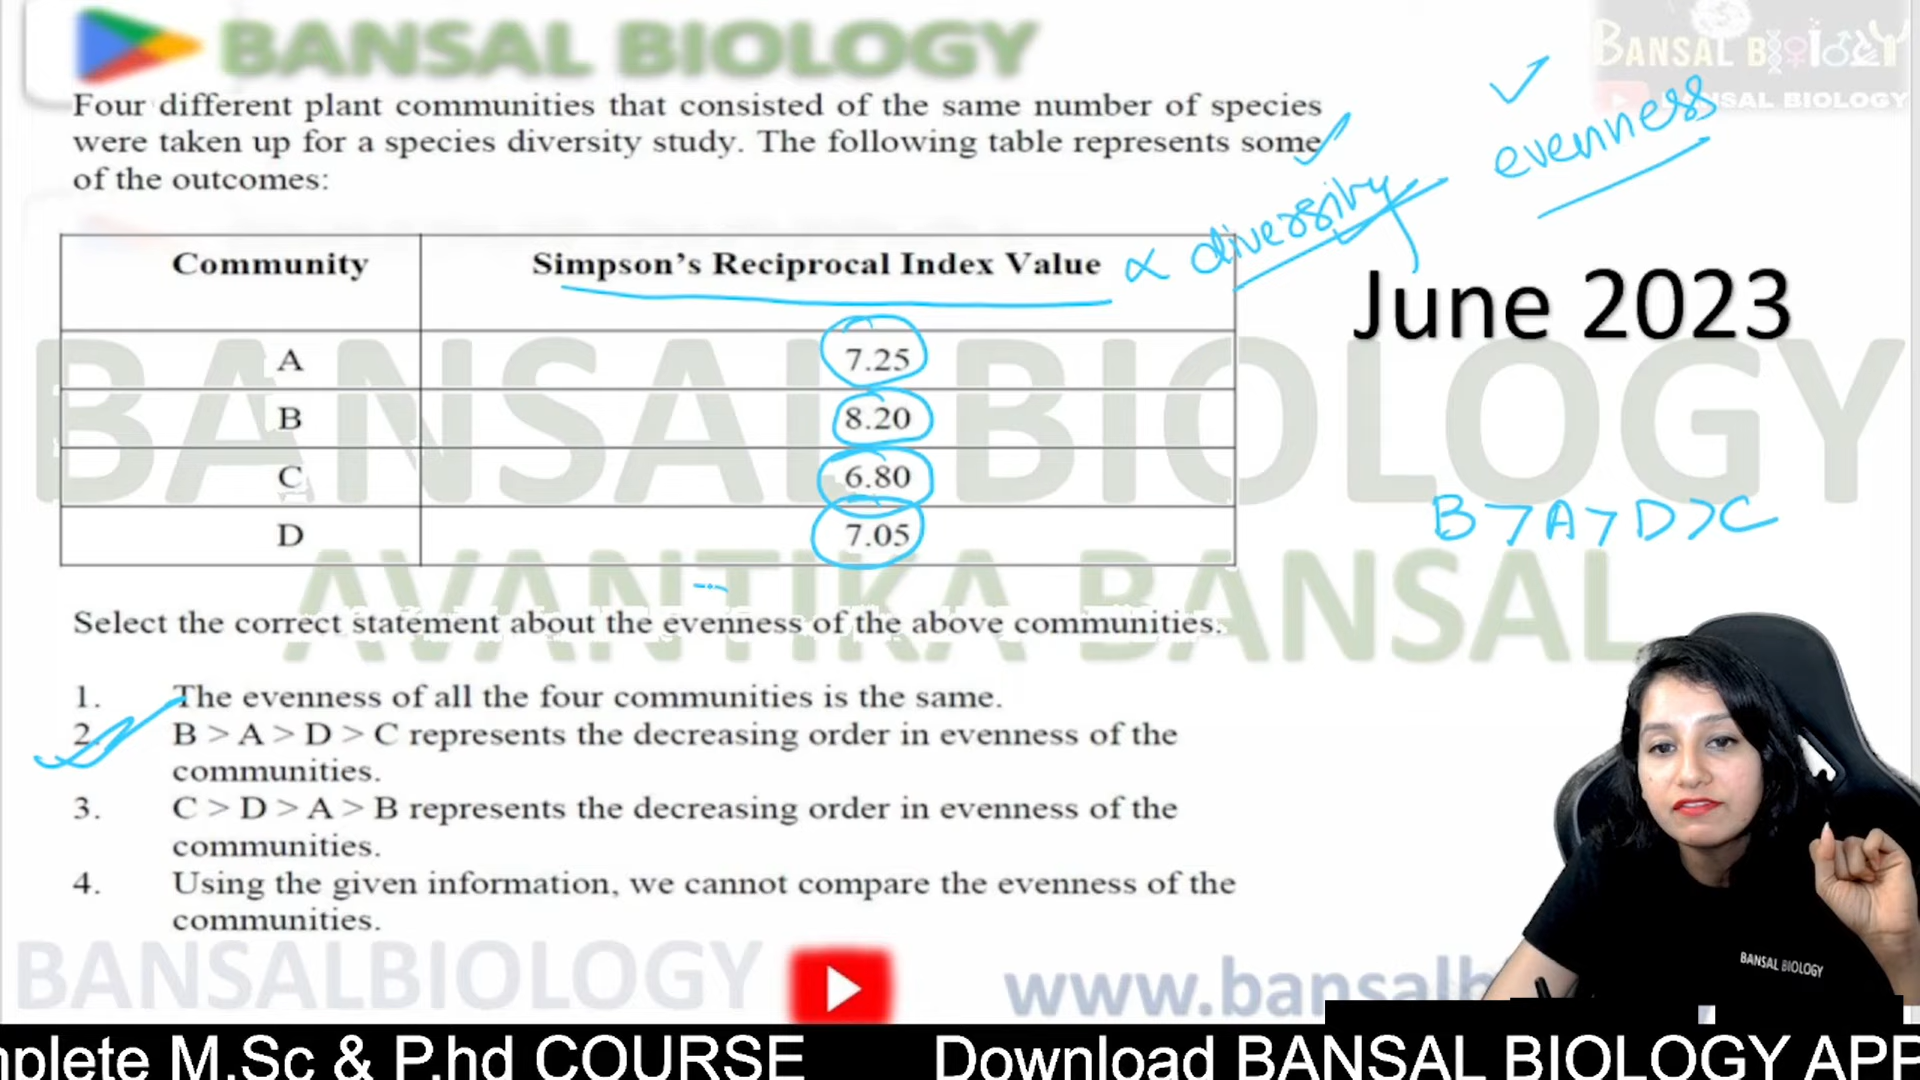 BANSAL BIOLOGY
BANSAL BIOLOGY
BANSAL BIOLOGY
Four different plant communities that consisted of the same number of species
were taken up for a species diversity study. The following table represents some
of the outcomes:
evenness
∝ diversity
Community Simpson's Reciprocal Index Value
June 2023
A 7.25
B 8.20
C 6.80
D 7.05
B > A > D > C
BANSAL BIOLOGY
AVANTIKA BANSAL
Select the correct statement about the evenness of the above communities.
1. The evenness of all the four communities is the same.
2. B > A > D > C represents the decreasing order in evenness of the
communities.
3. C > D > A > B represents the decreasing order in evenness of the
communities.
4. Using the given information, we cannot compare the evenness of the
communities.
BANSAL BIOLOGY
BANSALBIOLOGY
www.bansalb
mplete M.Sc & P.hd COURSE Download BANSAL BIOLOGY APP